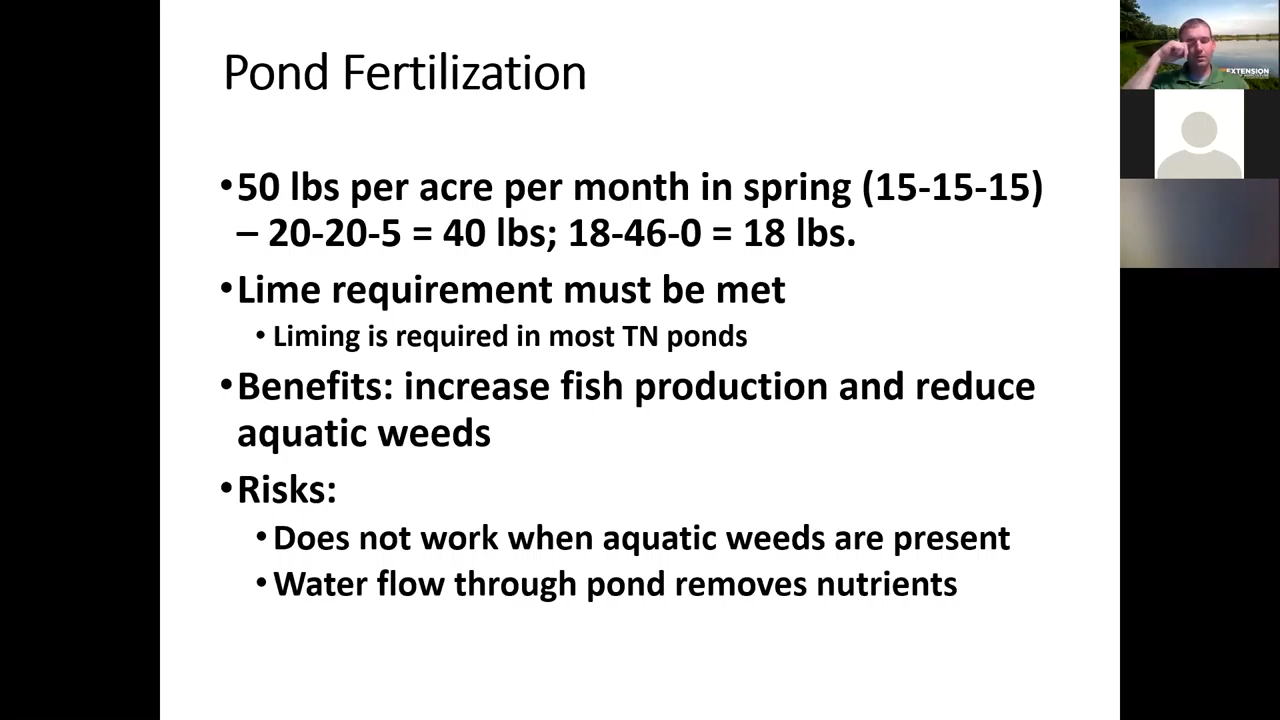 Pond Fertilization
•50 lbs per acre per month in spring (15-15-15)
– 20-20-5 = 40 lbs; 18-46-0 = 18 lbs.
•Lime requirement must be met
•Liming is required in most TN ponds
•Benefits: increase fish production and reduce
aquatic weeds
•Risks:
•Does not work when aquatic weeds are present
•Water flow through pond removes nutrients
EXTENSION